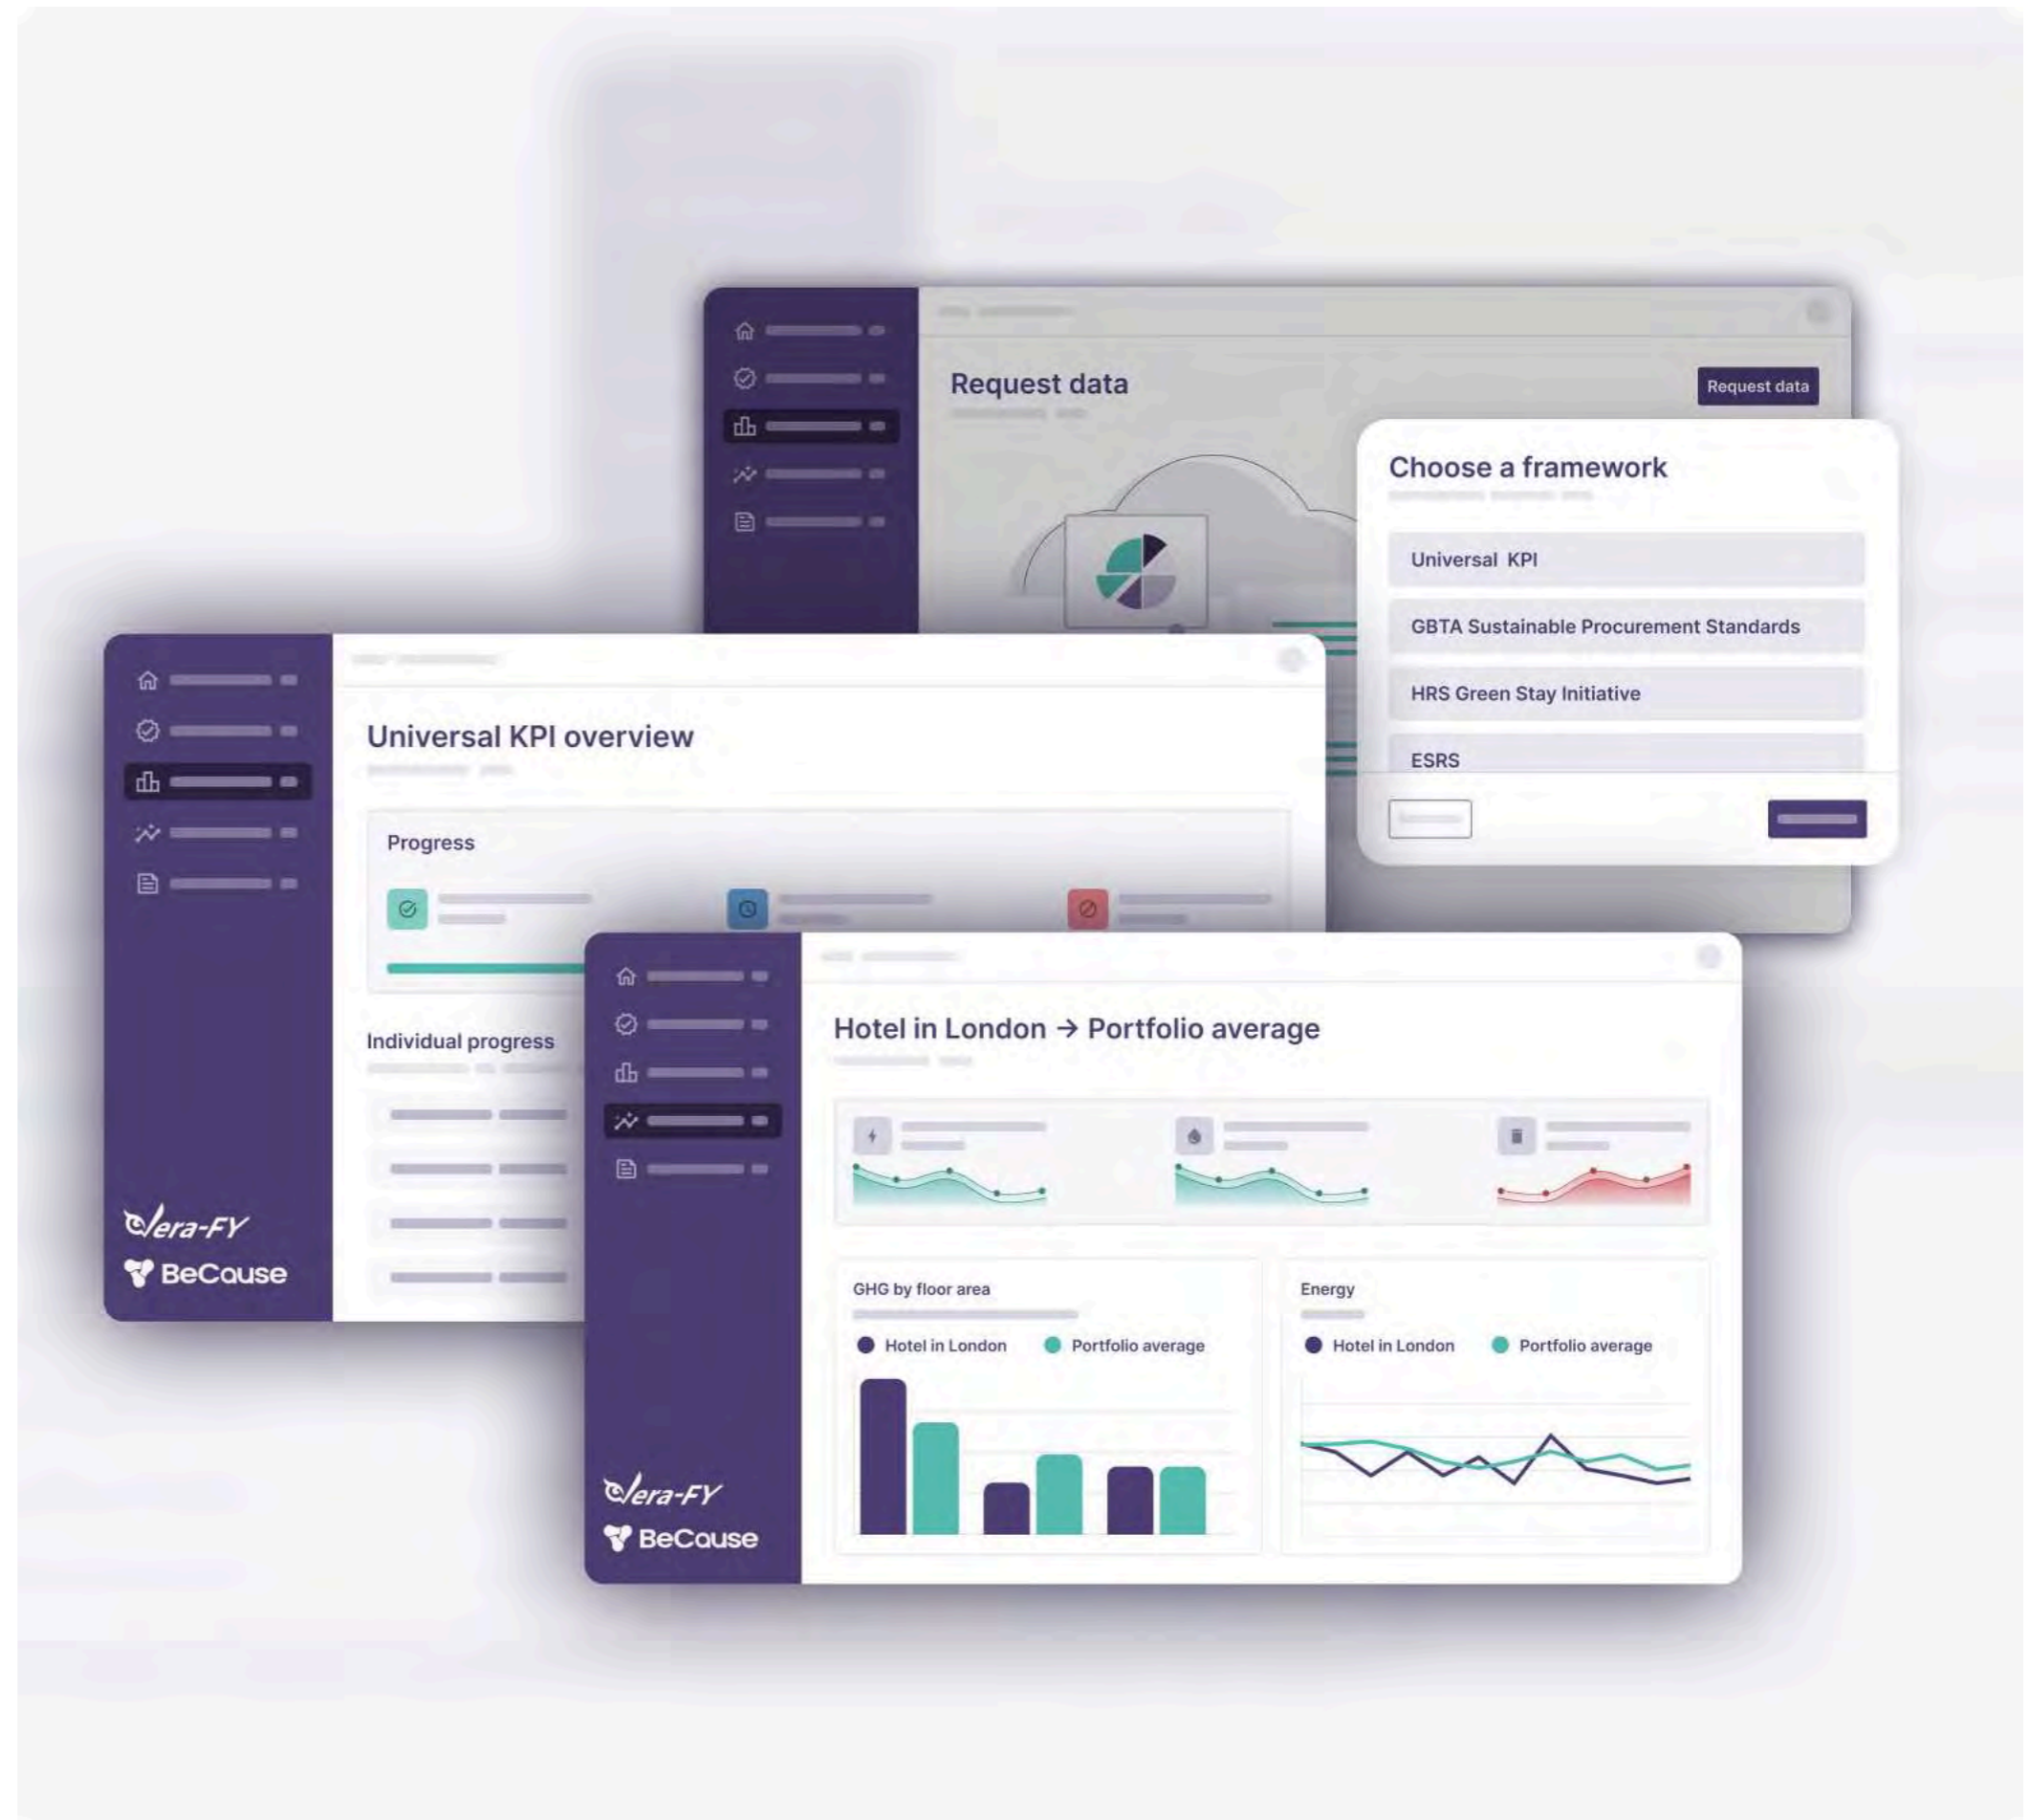 Request data
Request data
Choose a framework
Universal KPI
GBTA Sustainable Procurement Standards
HRS Green Stay Initiative
ESRS
Universal KPI overview
Progress
Individual progress
Vera-FY
BeCause
Hotel in London → Portfolio average
GHG by floor area
Hotel in London
Portfolio average
Energy
Hotel in London
Portfolio average
Vera-FY
BeCause